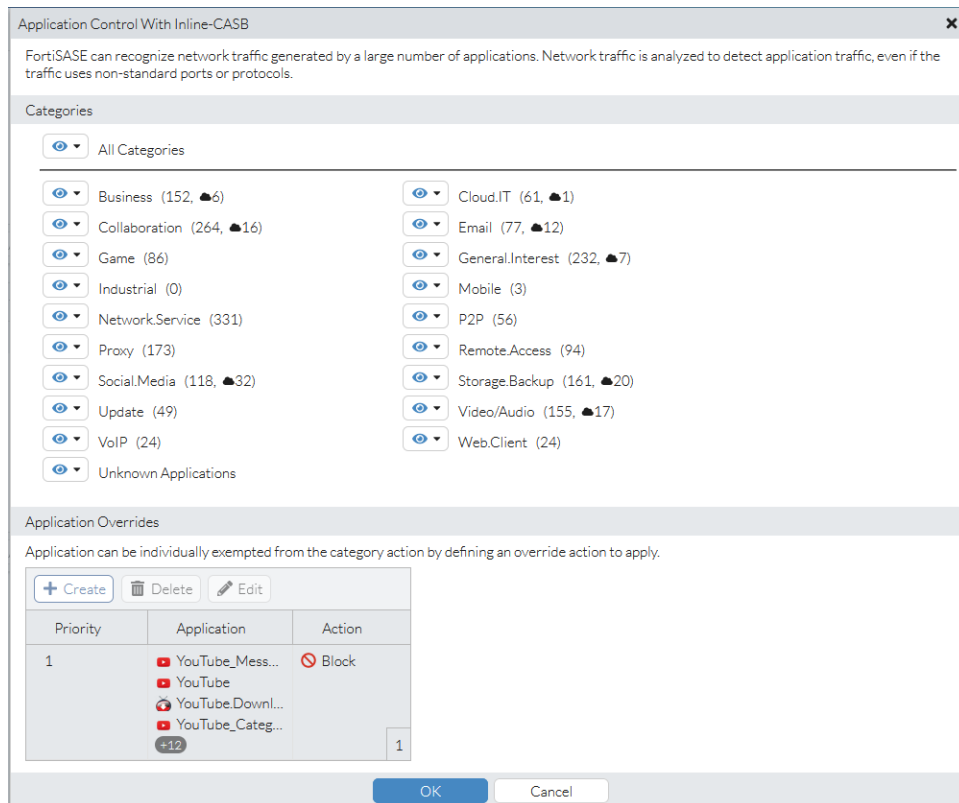 Application Control With Inline-CASB
FortiSASE can recognize network traffic generated by a large number of applications. Network traffic is analyzed to detect application traffic, even if the
traffic uses non-standard ports or protocols.
Categories
All Categories
Business (152, 6)
Cloud.IT (61, 1)
Collaboration (264, 16)
Email (77, 12)
Game (86)
General.Interest (232, 7)
Industrial (0)
Mobile (3)
Network.Service (331)
P2P (56)
Proxy (173)
Remote.Access (94)
Social.Media (118, 32)
Storage.Backup (161, 20)
Update (49)
Video/Audio (155, 17)
VoIP (24)
Web.Client (24)
Unknown Applications
Application Overrides
Application can be individually exempted from the category action by defining an override action to apply.
+ Create Delete Edit
Priority Application Action
1 YouTube_Mess... Block
YouTube
YouTube.Downl...
YouTube_Categ...
+12
1
OK Cancel